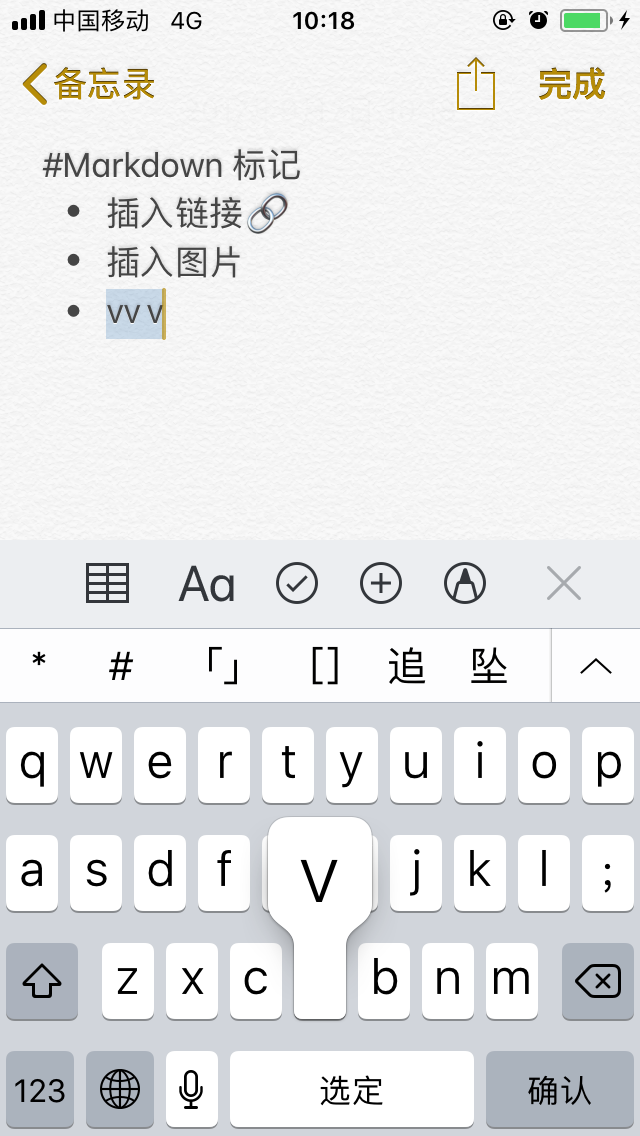 中国移动 4G 10:18
备忘录 完成
#Markdown 标记
• 插入链接🔗
• 插入图片
• vv v
Aa
* # 「」 [] 追 坠
q w e r t y u i o p
a s d f j k l ;
V
z x c b n m
123 选定 确认